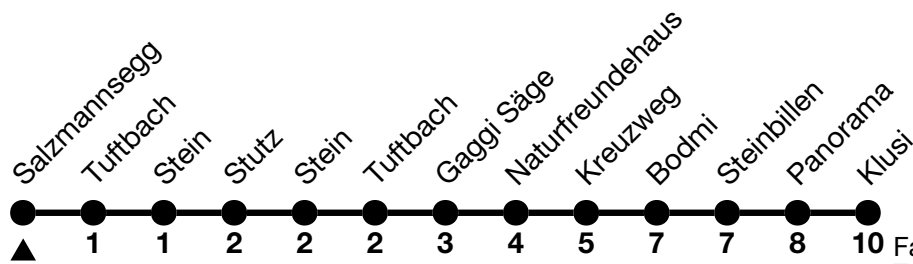 Salzmannsegg
Tuftbach
Stein
Stutz
Stein
Tuftbach
Gaggi Säge
Naturfreundehaus
Kreuzweg
Bodmi
Steinbillen
Panorama
Klusi
1 1 2 2 2 3 4 5 7 7 8 10